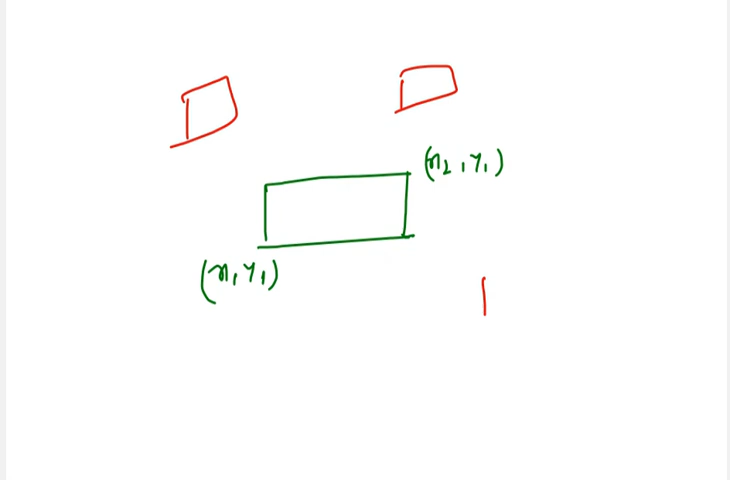 (x2, y1)
(x1, y1)